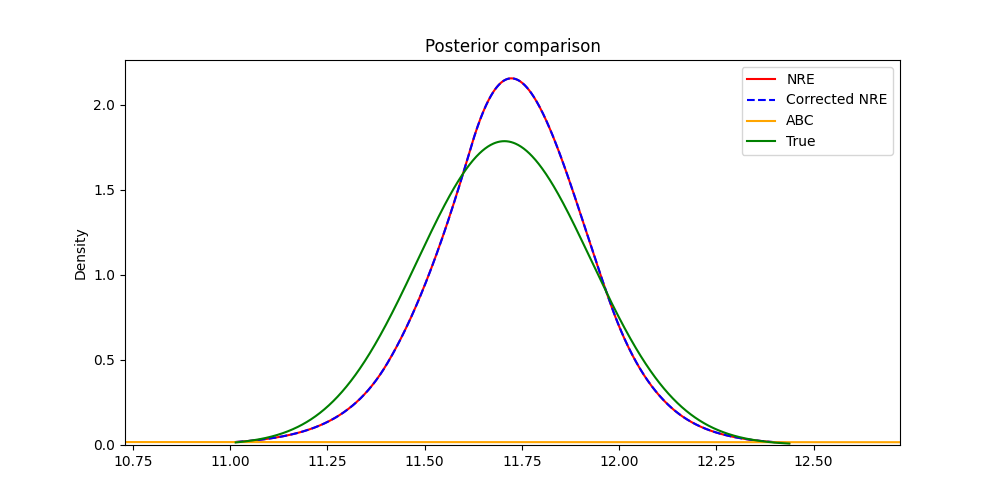 Posterior comparison
NRE
Corrected NRE
ABC
True
Density
2.0
1.5
1.0
0.5
0.0
10.75 11.00 11.25 11.50 11.75 12.00 12.25 12.50